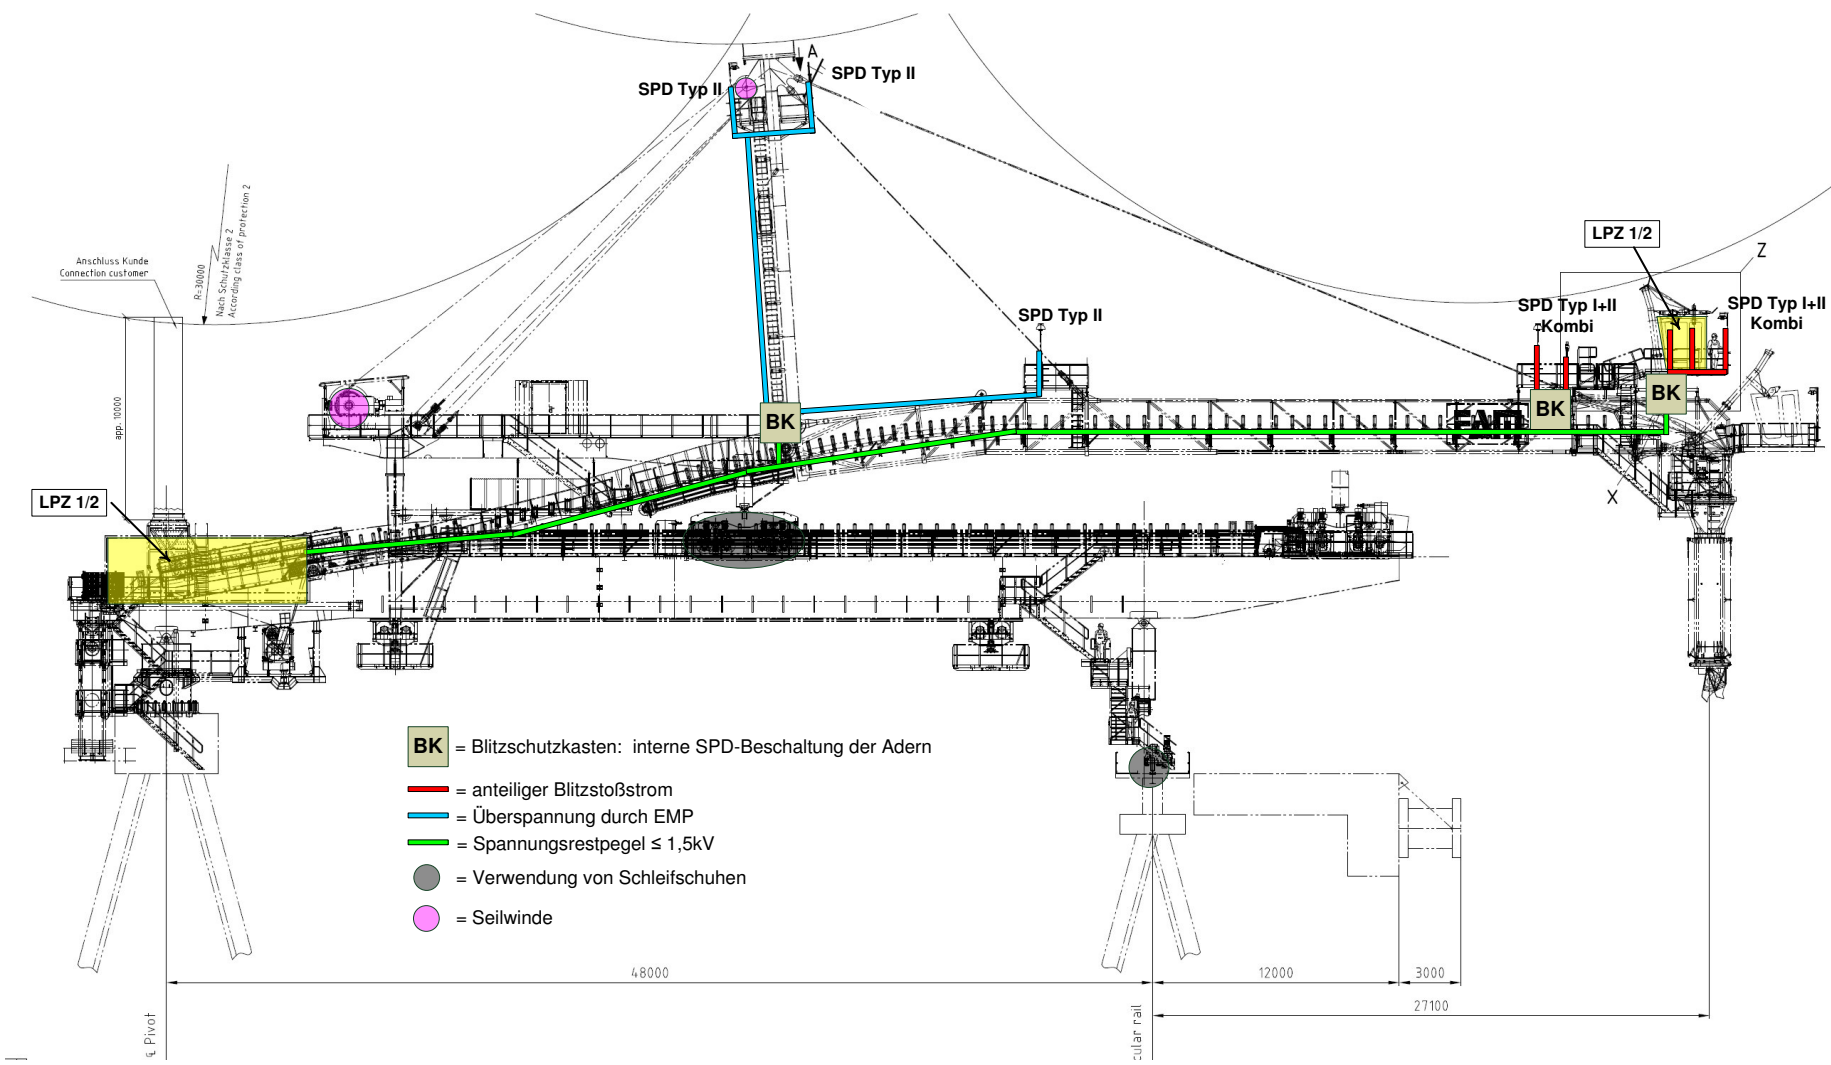 A
SPD Typ II
SPD Typ II
Anschluss Kunde
Connection customer
R=30000
Nach Schutzklasse 2
According class of protection 2
LPZ 1/2
Z
SPD Typ II
SPD Typ I+II
Kombi
SPD Typ I+II
Kombi
app. 10000
BK
BK
BK
FAM
X
LPZ 1/2
BK = Blitzschutzkasten: interne SPD-Beschaltung der Adern
= anteiliger Blitzstoßstrom
= Überspannung durch EMP
= Spannungsrestpegel ≤ 1,5kV
= Verwendung von Schleifschuhen
= Seilwinde
48000
12000
3000
27100
℄ Pivot
cular rail